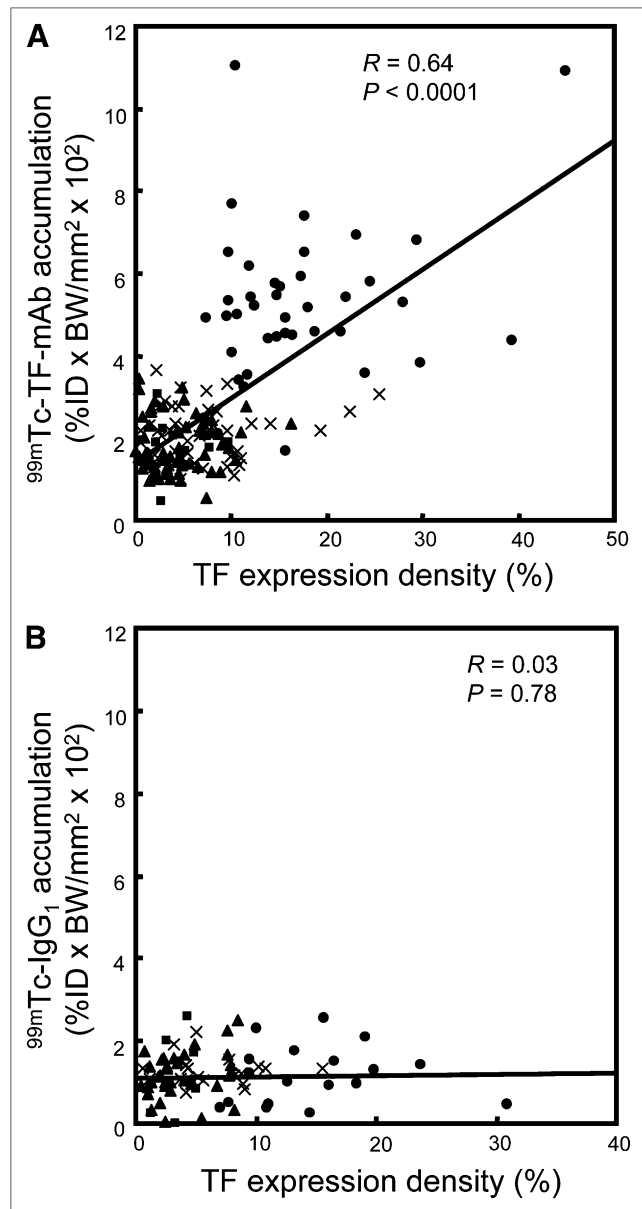 A
12
10
8
6
4
2
0
R = 0.64
P < 0.0001
⁹⁹ᵐTc-TF-mAb accumulation
(%ID x BW/mm² x 10²)
0 10 20 30 40 50
TF expression density (%)
B
12
10
8
6
4
2
0
R = 0.03
P = 0.78
⁹⁹ᵐTc-IgG₁ accumulation
(%ID x BW/mm² x 10²)
0 10 20 30 40
TF expression density (%)